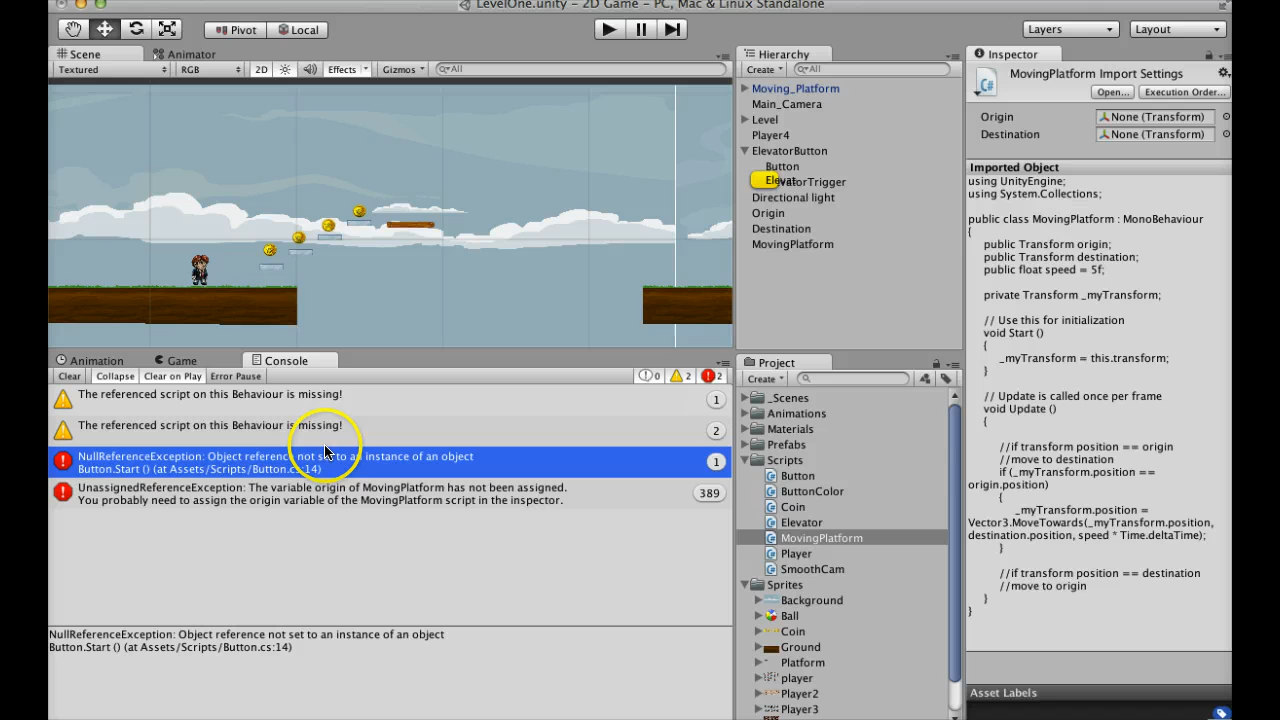 LevelOne.unity - 2D Game - PC, Mac & Linux Standalone
Pivot
Local
Layers
Layout
Scene
Animator
Textured
RGB
2D
Effects
Gizmos
All
Hierarchy
Create
All
Moving_Platform
Main_Camera
Level
Player4
ElevatorButton
Button
ElevatorTrigger
Directional light
Origin
Destination
MovingPlatform
Inspector
MovingPlatform Import Settings
Open...
Execution Order...
Origin
None (Transform)
Destination
None (Transform)
Imported Object
using UnityEngine;
using System.Collections;
public class MovingPlatform : MonoBehaviour
{
public Transform origin;
public Transform destination;
public float speed = 5f;
private Transform _myTransform;
// Use this for initialization
void Start ()
{
_myTransform = this.transform;
}
// Update is called once per frame
void Update ()
{
//if transform position == origin
//move to destination
if (_myTransform.position ==
origin.position)
{
_myTransform.position =
Vector3.MoveTowards(_myTransform.position,
destination.position, speed * Time.deltaTime);
}
//if transform position == destination
//move to origin
}
}
Asset Labels
Animation
Game
Console
Clear
Collapse
Clear on Play
Error Pause
0
2
2
The referenced script on this Behaviour is missing!
1
The referenced script on this Behaviour is missing!
2
NullReferenceException: Object reference not set to an instance of an object
Button.Start () (at Assets/Scripts/Button.cs:14)
1
UnassignedReferenceException: The variable origin of MovingPlatform has not been assigned.
You probably need to assign the origin variable of the MovingPlatform script in the inspector.
389
NullReferenceException: Object reference not set to an instance of an object
Button.Start () (at Assets/Scripts/Button.cs:14)
Project
Create
_Scenes
Animations
Materials
Prefabs
Scripts
Button
ButtonColor
Coin
Elevator
MovingPlatform
Player
SmoothCam
Sprites
Background
Ball
Coin
Ground
Platform
player
Player2
Player3